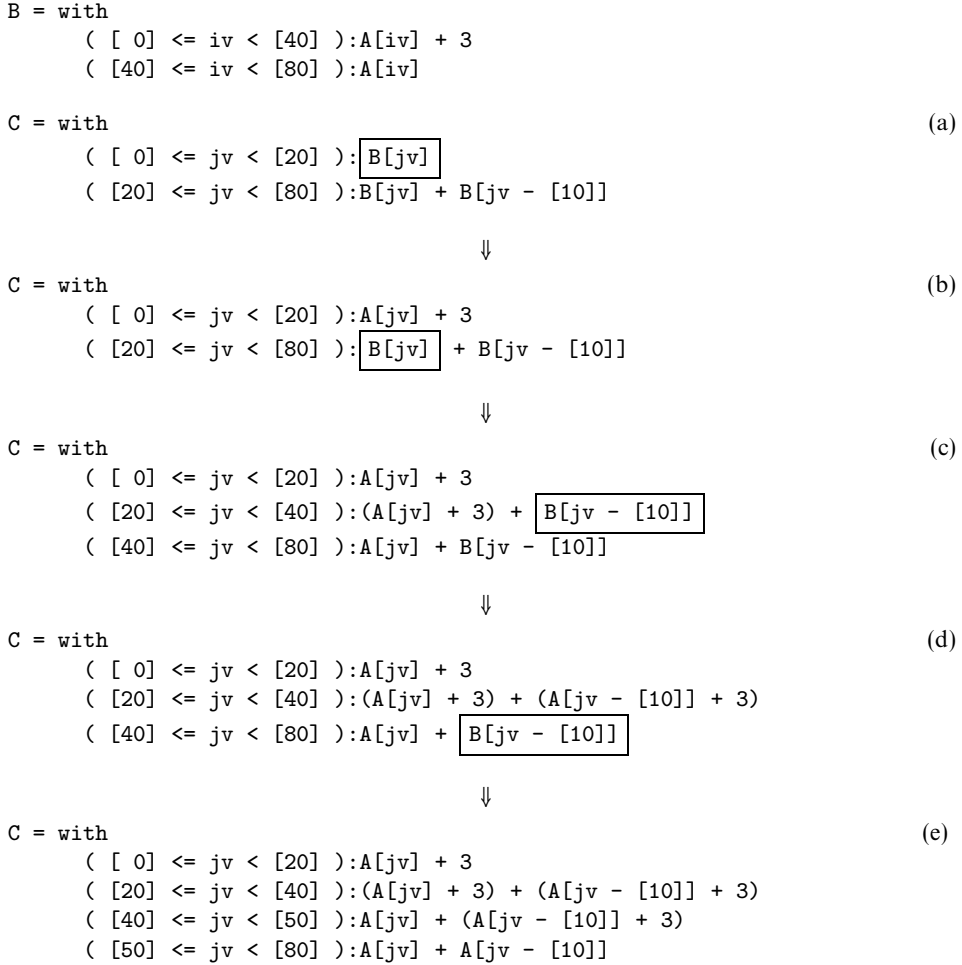 B = with
( [ 0] <= iv < [40] ):A[iv] + 3
( [40] <= iv < [80] ):A[iv]
C = with (a)
( [ 0] <= jv < [20] ):B[jv]
( [20] <= jv < [80] ):B[jv] + B[jv - [10]]
⇓
C = with (b)
( [ 0] <= jv < [20] ):A[jv] + 3
( [20] <= jv < [80] ):B[jv] + B[jv - [10]]
⇓
C = with (c)
( [ 0] <= jv < [20] ):A[jv] + 3
( [20] <= jv < [40] ):(A[jv] + 3) + B[jv - [10]]
( [40] <= jv < [80] ):A[jv] + B[jv - [10]]
⇓
C = with (d)
( [ 0] <= jv < [20] ):A[jv] + 3
( [20] <= jv < [40] ):(A[jv] + 3) + (A[jv - [10]] + 3)
( [40] <= jv < [80] ):A[jv] + B[jv - [10]]
⇓
C = with (e)
( [ 0] <= jv < [20] ):A[jv] + 3
( [20] <= jv < [40] ):(A[jv] + 3) + (A[jv - [10]] + 3)
( [40] <= jv < [50] ):A[jv] + (A[jv - [10]] + 3)
( [50] <= jv < [80] ):A[jv] + A[jv - [10]]